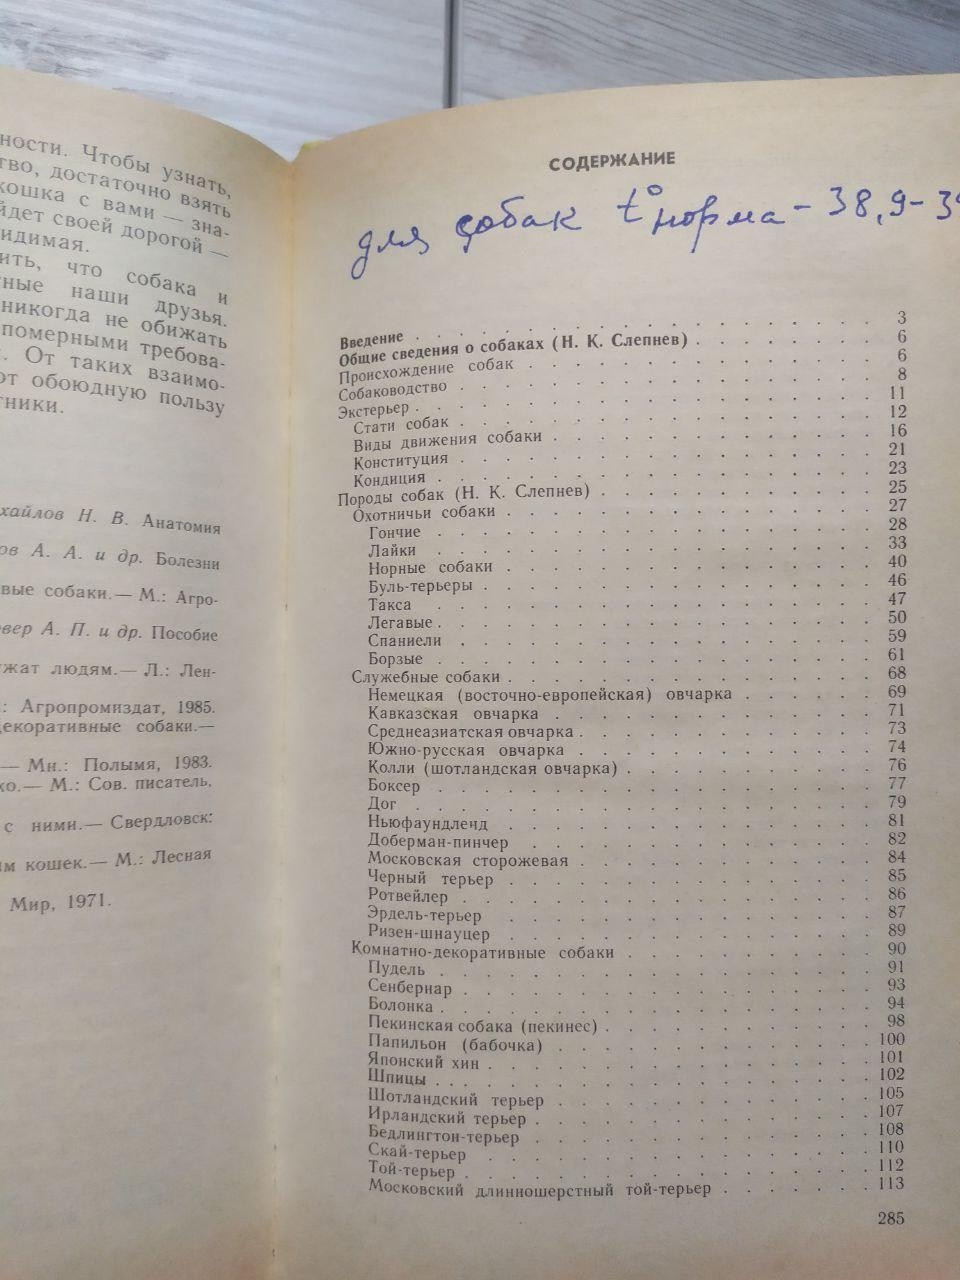 ности. Чтобы узнать,
тво, достаточно взять
кошка с вами — зна-
йдет своей дорогой —
видимая.
ить, что собака и
тные наши друзья.
никогда не обижать
померными требова-
. От таких взаимо-
от обоюдную пользу
тники.
хайлов Н. В. Анатомия
ов А. А. и др. Болезни
вые собаки.— М.: Агро-
вер А. П. и др. Пособие
ужат людям.— Л.: Лен-
: Агропромиздат, 1985.
декоративные собаки.—
— Мн.: Полымя, 1983.
хо.— М.: Сов. писатель,
с ними.— Свердловск:
им кошек.— М.: Лесная
Мир, 1971.
СОДЕРЖАНИЕ
для собак t° норма - 38,9-39
Введение . . . 3
Общие сведения о собаках (Н. К. Слепнев) . . . 6
Происхождение собак . . . 6
Собаководство . . . 8
Экстерьер . . . 11
Стати собак . . . 12
Виды движения собаки . . . 16
Конституция . . . 21
Кондиция . . . 23
Породы собак (Н. К. Слепнев) . . . 25
Охотничьи собаки . . . 27
Гончие . . . 28
Лайки . . . 33
Норные собаки . . . 40
Буль-терьеры . . . 46
Такса . . . 47
Легавые . . . 50
Спаниели . . . 59
Борзые . . . 61
Служебные собаки . . . 68
Немецкая (восточно-европейская) овчарка . . . 69
Кавказская овчарка . . . 71
Среднеазиатская овчарка . . . 73
Южно-русская овчарка . . . 74
Колли (шотландская овчарка) . . . 76
Боксер . . . 77
Дог . . . 79
Ньюфаундленд . . . 81
Доберман-пинчер . . . 82
Московская сторожевая . . . 84
Черный терьер . . . 85
Ротвейлер . . . 86
Эрдель-терьер . . . 87
Ризен-шнауцер . . . 89
Комнатно-декоративные собаки . . . 90
Пудель . . . 91
Сенбернар . . . 93
Болонка . . . 94
Пекинская собака (пекинес) . . . 98
Папильон (бабочка) . . . 100
Японский хин . . . 101
Шпицы . . . 102
Шотландский терьер . . . 105
Ирландский терьер . . . 107
Бедлингтон-терьер . . . 108
Скай-терьер . . . 110
Той-терьер . . . 112
Московский длинношерстный той-терьер . . . 113
285